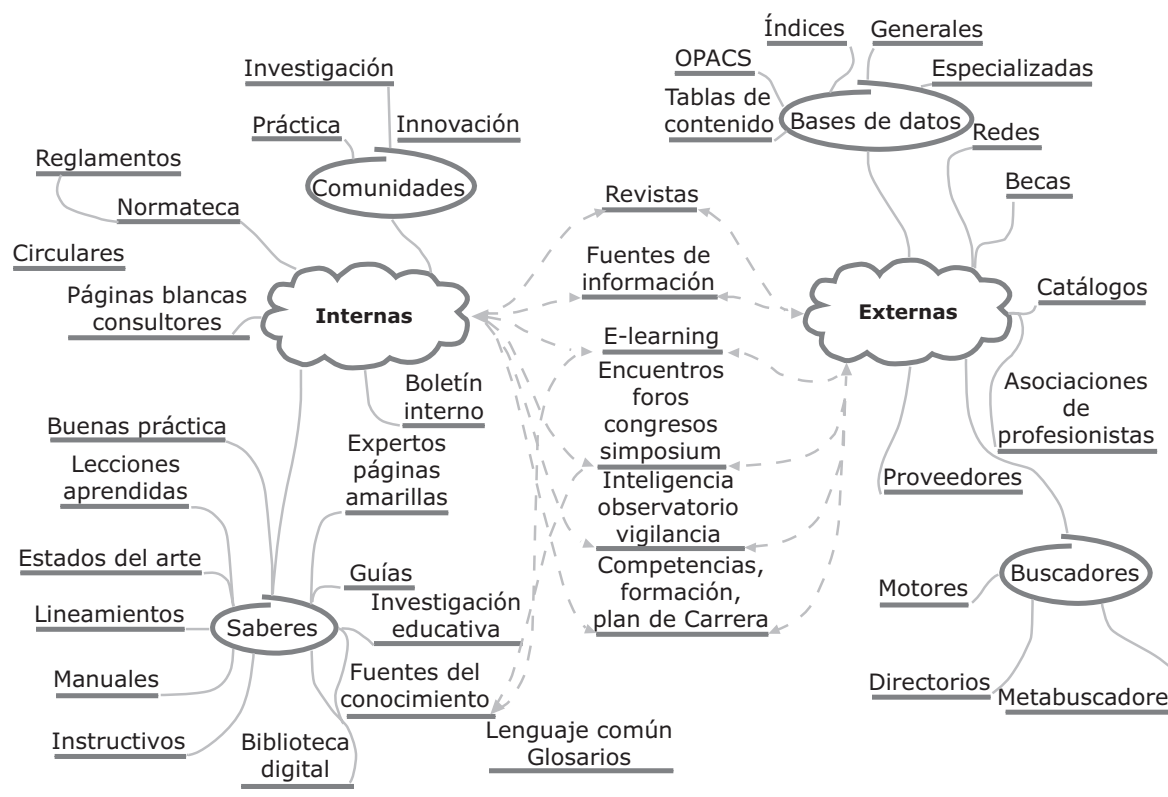 Índices
Generales
OPACS
Especializadas
Tablas de
contenido
Bases de datos
Redes
Becas
Investigación
Práctica
Innovación
Comunidades
Reglamentos
Normateca
Circulares
Páginas blancas
consultores
Internas
Revistas
Fuentes de
información
E-learning
Encuentros
foros
congresos
simposium
Inteligencia
observatorio
vigilancia
Competencias,
formación,
plan de Carrera
Externas
Catálogos
Asociaciones
de
profesionistas
Proveedores
Buscadores
Motores
Directorios
Metabuscadore
Boletín
interno
Buenas práctica
Expertos
páginas
amarillas
Lecciones
aprendidas
Estados del arte
Guías
Lineamientos
Saberes
Investigación
educativa
Manuales
Fuentes del
conocimiento
Instructivos
Biblioteca
digital
Lenguaje común
Glosarios